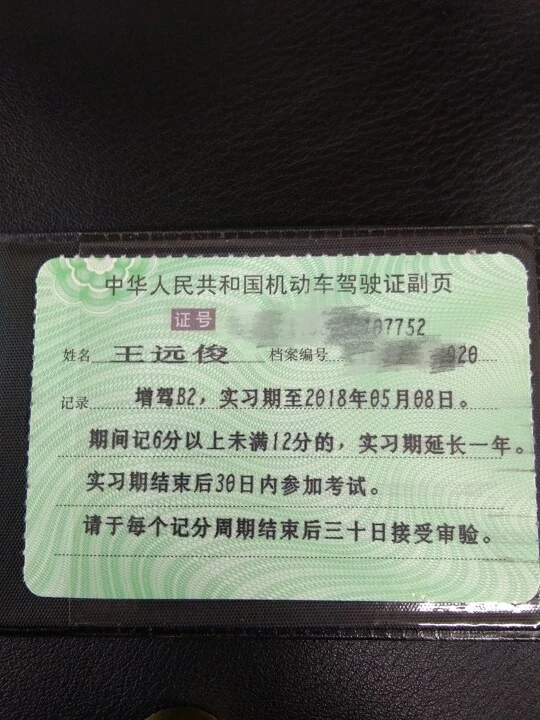 中华人民共和国机动车驾驶证副页
证号 07752
姓名 王远俊 档案编号 920
记录 增驾B2，实习期至2018年05月08日。
期间记6分以上未满12分的，实习期延长一年。
实习期结束后30日内参加考试。
请于每个记分周期结束后三十日接受审验。